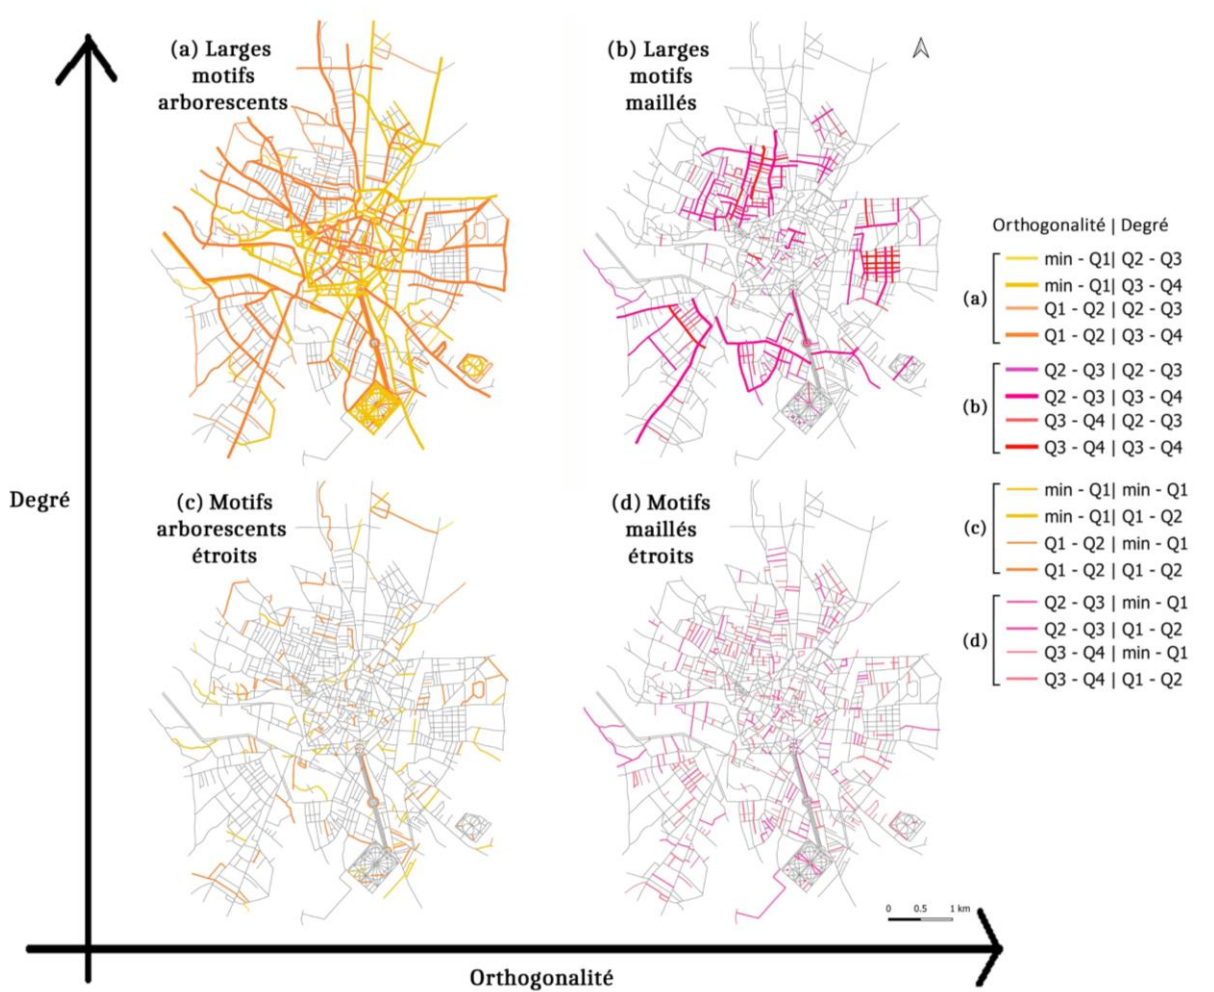 (a) Larges
motifs
arborescents
(b) Larges
motifs
maillés
Orthogonalité | Degré
(a)
min - Q1| Q2 - Q3
min - Q1| Q3 - Q4
Q1 - Q2 | Q2 - Q3
Q1 - Q2 | Q3 - Q4
(b)
Q2 - Q3 | Q2 - Q3
Q2 - Q3 | Q3 - Q4
Q3 - Q4 | Q2 - Q3
Q3 - Q4 | Q3 - Q4
Degré
(c) Motifs
arborescents
étroits
(d) Motifs
maillés
étroits
(c)
min - Q1| min - Q1
min - Q1| Q1 - Q2
Q1 - Q2 | min - Q1
Q1 - Q2 | Q1 - Q2
(d)
Q2 - Q3 | min - Q1
Q2 - Q3 | Q1 - Q2
Q3 - Q4 | min - Q1
Q3 - Q4 | Q1 - Q2
0 0.5 1 km
Orthogonalité